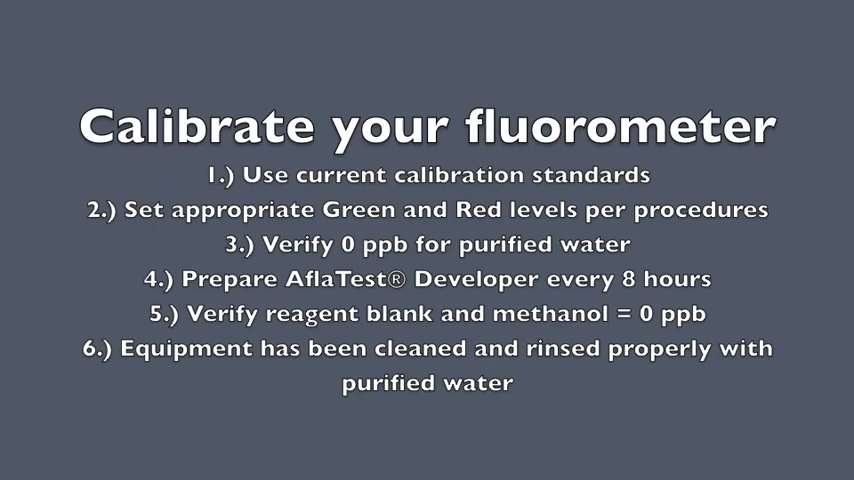 Calibrate your fluorometer
1.) Use current calibration standards
2.) Set appropriate Green and Red levels per procedures
3.) Verify 0 ppb for purified water
4.) Prepare AflaTest® Developer every 8 hours
5.) Verify reagent blank and methanol = 0 ppb
6.) Equipment has been cleaned and rinsed properly with
purified water